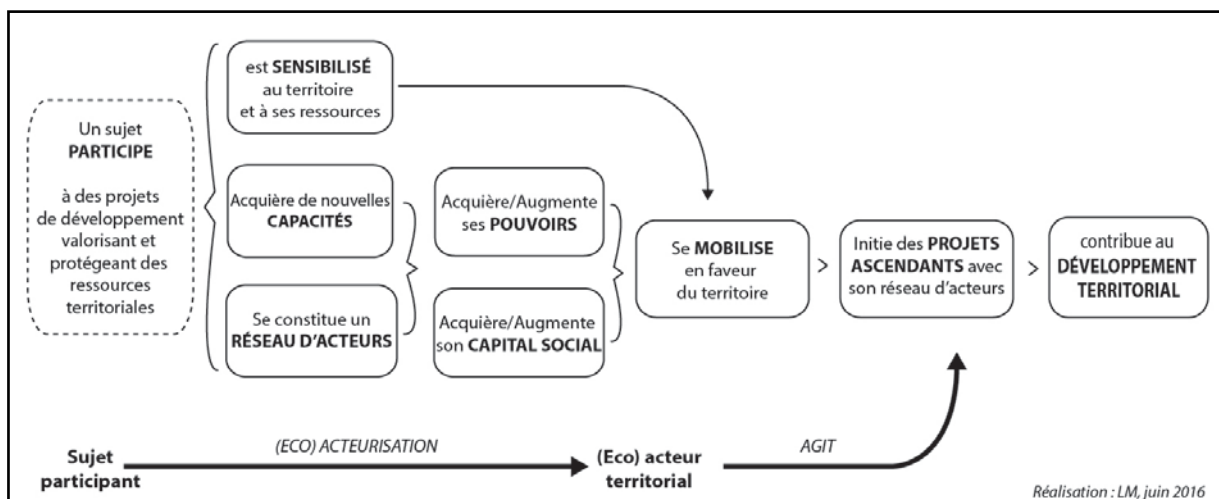 Un sujet
PARTICIPE
à des projets
de développement
valorisant et
protégeant des
ressources
territoriales
est SENSIBILISÉ
au territoire
et à ses ressources
Acquière de nouvelles
CAPACITÉS
Se constitue un
RÉSEAU D'ACTEURS
Acquière/Augmente
ses POUVOIRS
Acquière/Augmente
son CAPITAL SOCIAL
Se MOBILISE
en faveur
du territoire
>
Initie des PROJETS
ASCENDANTS avec
son réseau d'acteurs
>
contribue au
DÉVELOPPEMENT
TERRITORIAL
Sujet
participant
(ECO) ACTEURISATION
(Eco) acteur
territorial
AGIT
Réalisation : LM, juin 2016